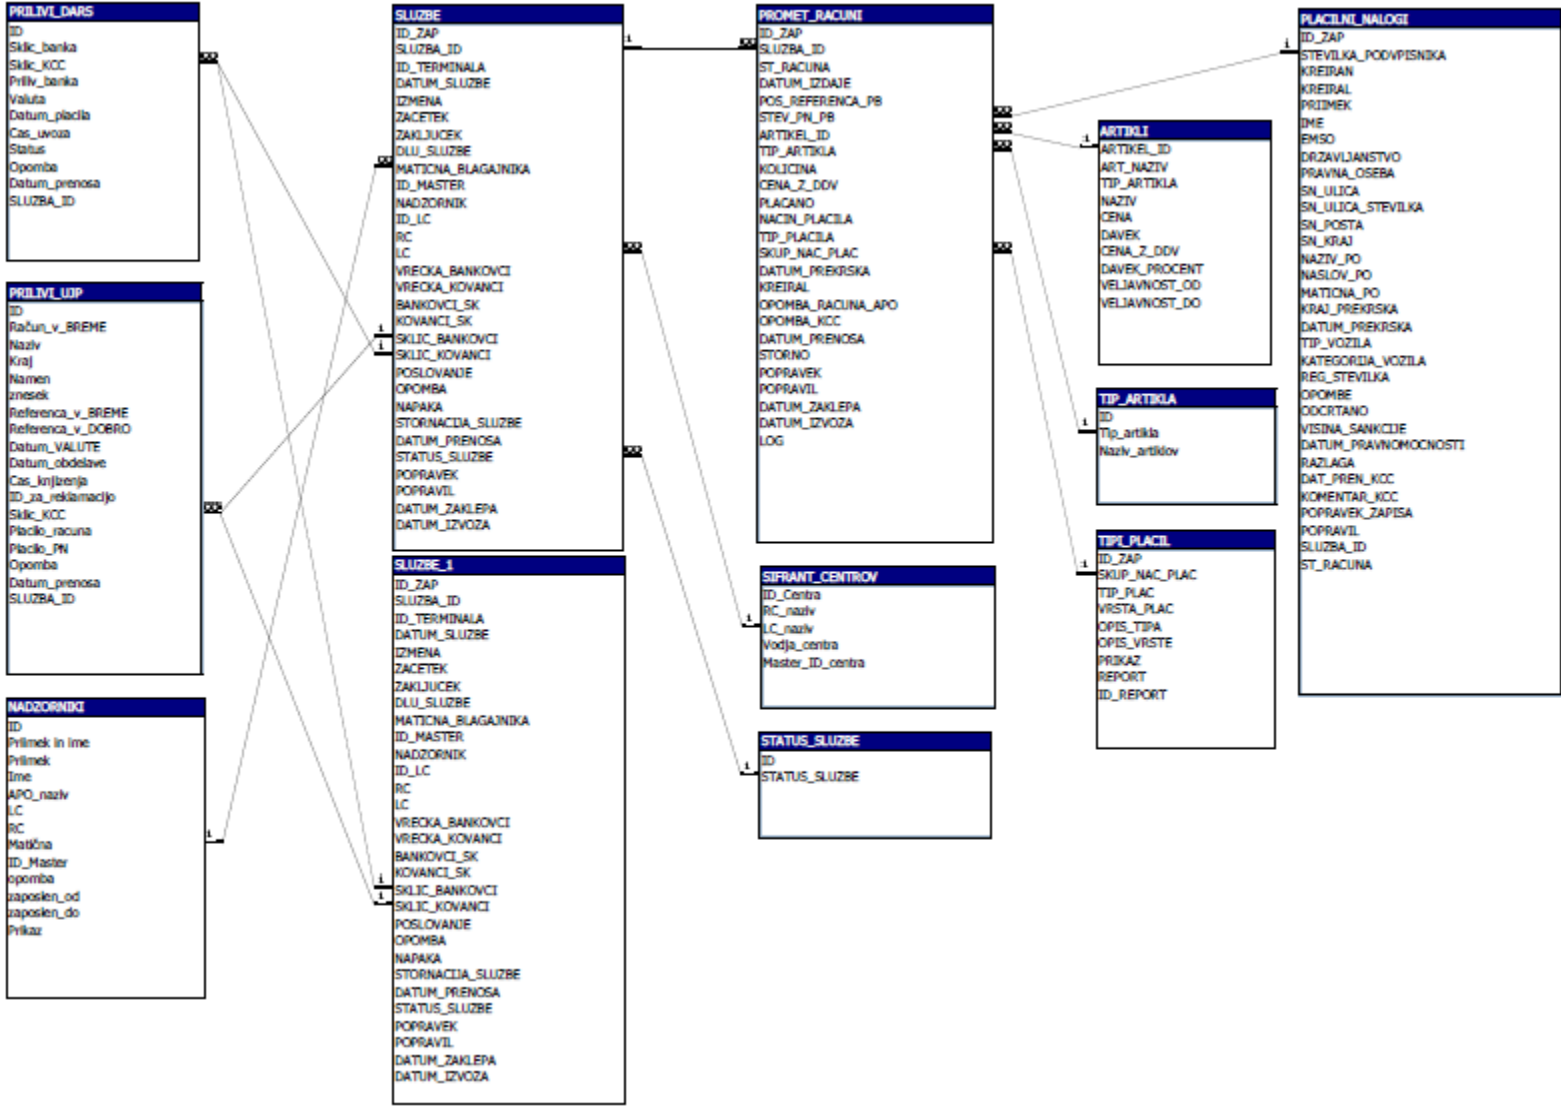 PRILIVI_DARS
ID
Sklic_banka
Sklic_KCC
Priliv_banka
Valuta
Datum_placila
Cas_uvoza
Status
Opomba
Datum_prenosa
SLUZBA_ID
PRILIVI_UJP
ID
Račun_v_BREME
Naziv
Kraj
Namen
znesek
Referenca_v_BREME
Referenca_v_DOBRO
Datum_VALUTE
Datum_obdelave
Cas_knjizenja
ID_za_reklamacijo
Sklic_KCC
Placilo_racuna
Placilo_PN
Opomba
Datum_prenosa
SLUZBA_ID
NADZORNIKI
ID
Priimek in Ime
Priimek
Ime
APO_naziv
LC
RC
Matična
ID_Master
opomba
zaposlen_od
zaposlen_do
Prikaz
SLUZBE
ID_ZAP
SLUZBA_ID
ID_TERMINALA
DATUM_SLUZBE
IZMENA
ZACETEK
ZAKLJUCEK
DLU_SLUZBE
MATICNA_BLAGAJNIKA
ID_MASTER
NADZORNIK
ID_LC
RC
LC
VRECKA_BANKOVCI
VRECKA_KOVANCI
BANKOVCI_SK
KOVANCI_SK
SKLIC_BANKOVCI
SKLIC_KOVANCI
POSLOVANJE
OPOMBA
NAPAKA
STORNACIJA_SLUZBE
DATUM_PRENOSA
STATUS_SLUZBE
POPRAVEK
POPRAVIL
DATUM_ZAKLEPA
DATUM_IZVOZA
SLUZBE_1
ID_ZAP
SLUZBA_ID
ID_TERMINALA
DATUM_SLUZBE
IZMENA
ZACETEK
ZAKLJUCEK
DLU_SLUZBE
MATICNA_BLAGAJNIKA
ID_MASTER
NADZORNIK
ID_LC
RC
LC
VRECKA_BANKOVCI
VRECKA_KOVANCI
BANKOVCI_SK
KOVANCI_SK
SKLIC_BANKOVCI
SKLIC_KOVANCI
POSLOVANJE
OPOMBA
NAPAKA
STORNACIJA_SLUZBE
DATUM_PRENOSA
STATUS_SLUZBE
POPRAVEK
POPRAVIL
DATUM_ZAKLEPA
DATUM_IZVOZA
PROMET_RACUNI
ID_ZAP
SLUZBA_ID
ST_RACUNA
DATUM_IZDAJE
POS_REFERENCA_PB
STEV_PN_PB
ARTIKEL_ID
TIP_ARTIKLA
KOLICINA
CENA_Z_DDV
PLACANO
NACIN_PLACILA
TIP_PLACILA
SKUP_NAC_PLAC
DATUM_PREKRSKA
KREIRAL
OPOMBA_RACUNA_APO
OPOMBA_KCC
DATUM_PRENOSA
STORNO
POPRAVEK
POPRAVIL
DATUM_ZAKLEPA
DATUM_IZVOZA
LOG
SIFRANT_CENTROV
ID_Centra
RC_naziv
LC_naziv
Vodja_centra
Master_ID_centra
STATUS_SLUZBE
ID
STATUS_SLUZBE
ARTIKLI
ARTIKEL_ID
ART_NAZIV
TIP_ARTIKLA
NAZIV
CENA
DAVEK
CENA_Z_DDV
DAVEK_PROCENT
VELJAVNOST_OD
VELJAVNOST_DO
TIP_ARTIKLA
ID
Tip_artikla
Naziv_artiklov
TIPI_PLACIL
ID_ZAP
SKUP_NAC_PLAC
TIP_PLAC
VRSTA_PLAC
OPIS_TIPA
OPIS_VRSTE
PRIKAZ
REPORT
ID_REPORT
PLACILNI_NALOGI
ID_ZAP
STEVILKA_PODVPISNIKA
KREIRAN
KREIRAL
PRIIMEK
IME
EMSO
DRZAVLJANSTVO
PRAVNA_OSEBA
SN_ULICA
SN_ULICA_STEVILKA
SN_POSTA
SN_KRAJ
NAZIV_PO
NASLOV_PO
MATICNA_PO
KRAJ_PREKRSKA
DATUM_PREKRSKA
TIP_VOZILA
KATEGORIJA_VOZILA
REG_STEVILKA
OPOMBE
ODCRTANO
VISINA_SANKCIJE
DATUM_PRAVNOMOCNOSTI
RAZLAGA
DAT_PREN_KCC
KOMENTAR_KCC
POPRAVEK_ZAPISA
POPRAVIL
SLUZBA_ID
ST_RACUNA